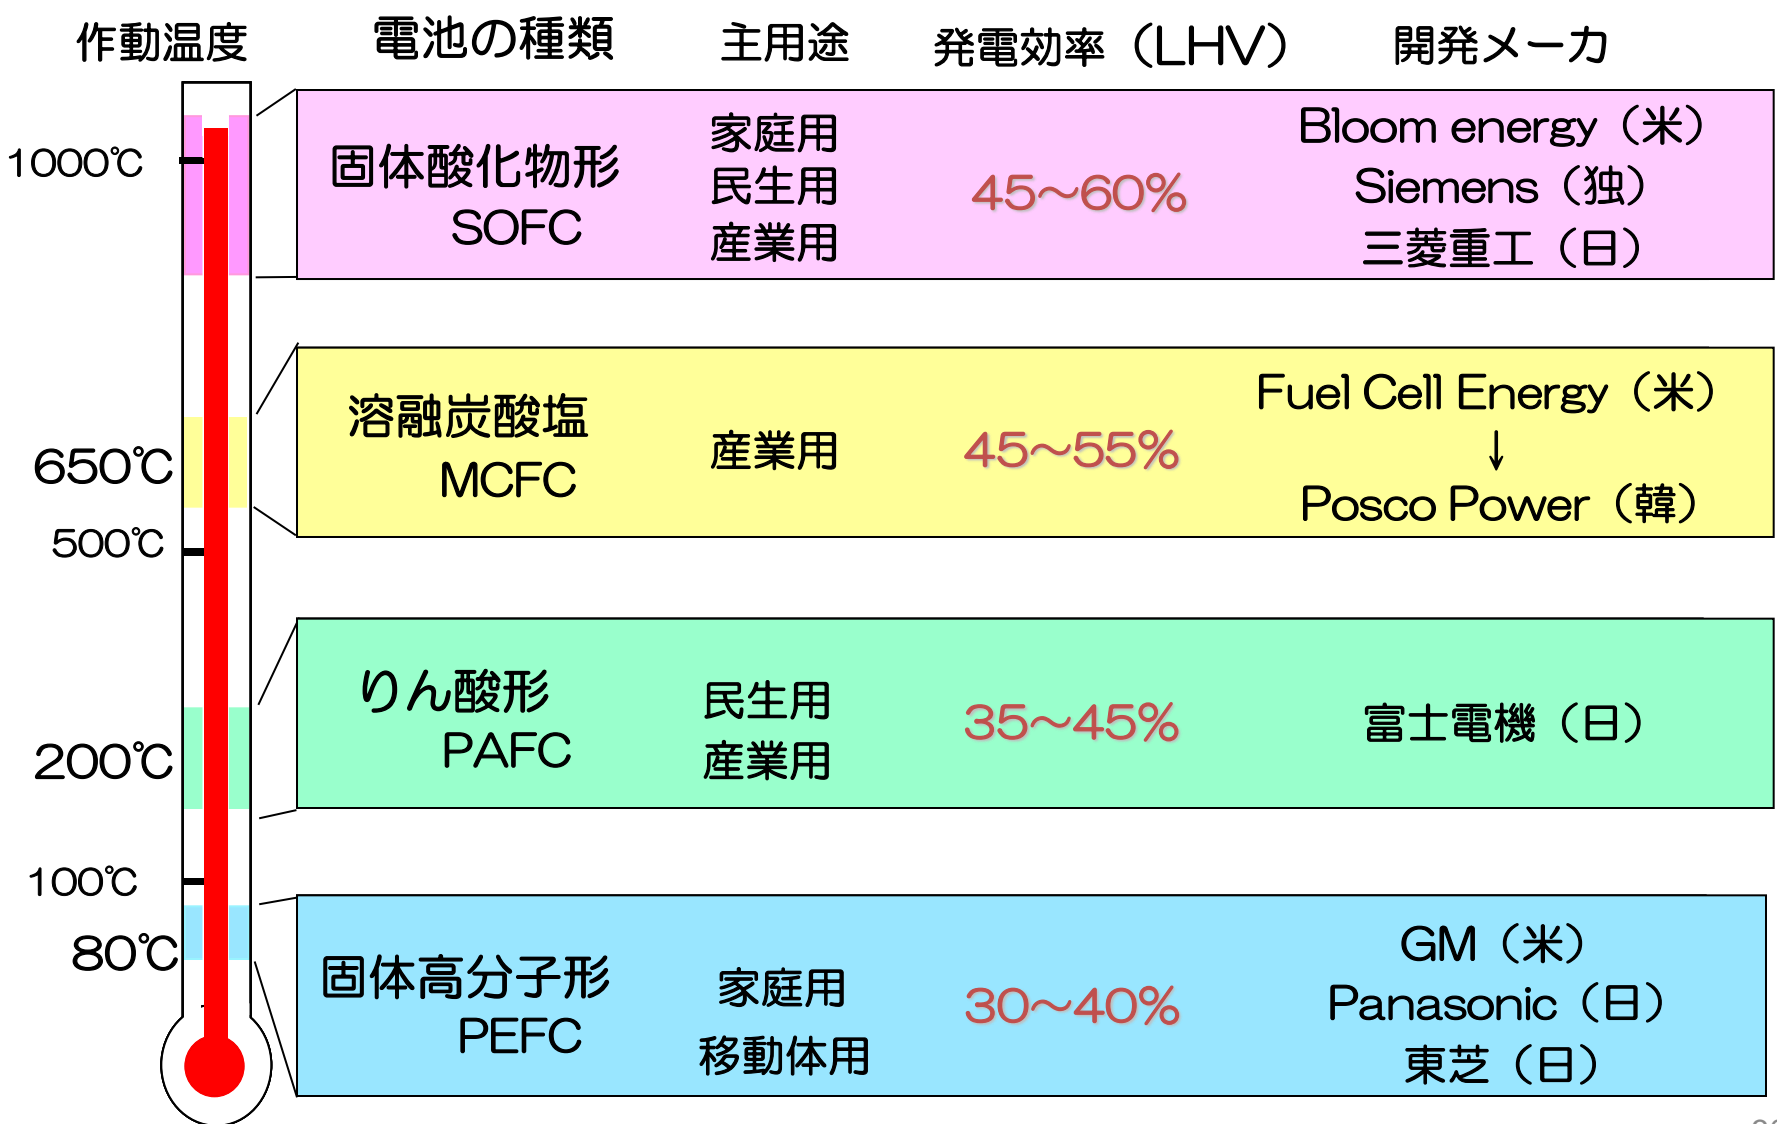 作動温度 電池の種類 主用途 発電効率（LHV） 開発メーカ
1000℃
固体酸化物形
SOFC
家庭用
民生用
産業用
45～60%
Bloom energy（米）
Siemens（独）
三菱重工（日）
650℃
溶融炭酸塩
MCFC
産業用
45～55%
Fuel Cell Energy（米）
↓
Posco Power（韓）
500℃
200℃
りん酸形
PAFC
民生用
産業用
35～45%
富士電機（日）
100℃
80℃
固体高分子形
PEFC
家庭用
移動体用
30～40%
GM（米）
Panasonic（日）
東芝（日）